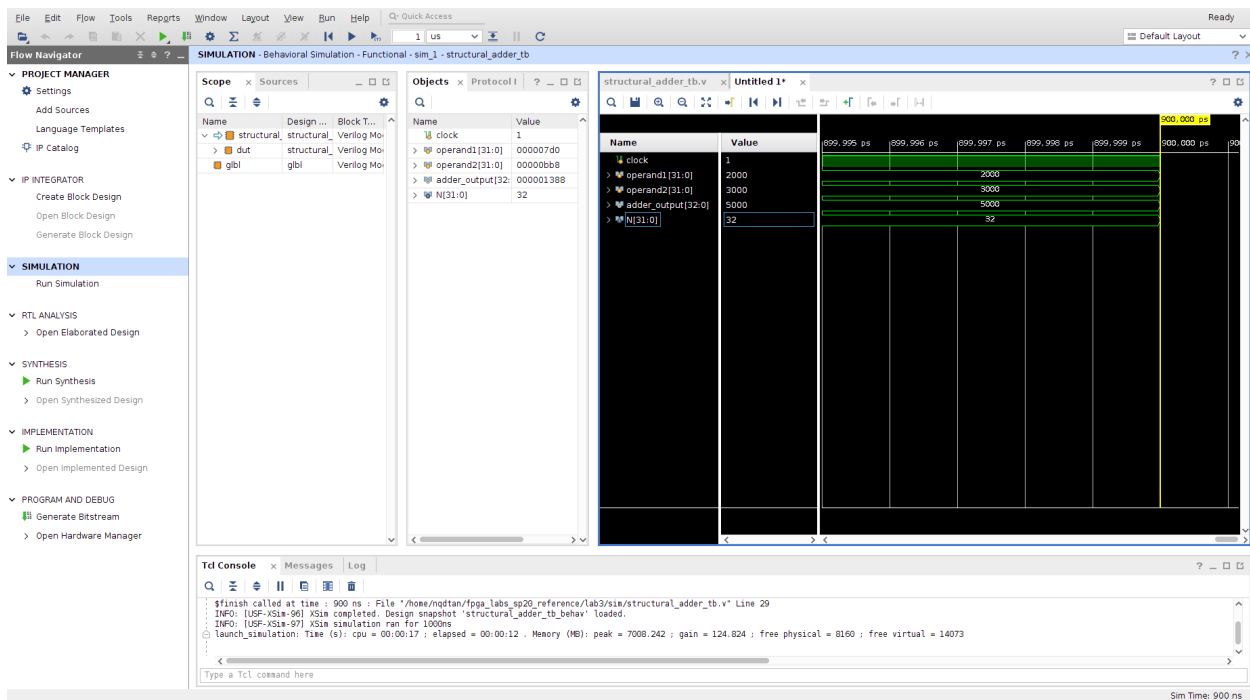 File Edit Flow Tools Reports Window Layout View Run Help Q- Quick Access Ready
1 us Default Layout
Flow Navigator
PROJECT MANAGER
Settings
Add Sources
Language Templates
IP Catalog
IP INTEGRATOR
Create Block Design
Open Block Design
Generate Block Design
SIMULATION
Run Simulation
RTL ANALYSIS
Open Elaborated Design
SYNTHESIS
Run Synthesis
Open Synthesized Design
IMPLEMENTATION
Run Implementation
Open Implemented Design
PROGRAM AND DEBUG
Generate Bitstream
Open Hardware Manager
SIMULATION - Behavioral Simulation - Functional - sim_1 - structural_adder_tb
Scope Sources
Name Design ... Block T...
structural_ structural_ Verilog Mo
dut structural_ Verilog Mo
glbl glbl Verilog Mo
Objects Protocol I
Name Value
clock 1
operand1[31:0] 000007d0
operand2[31:0] 00000bb8
adder_output[32: 000001388
N[31:0] 32
structural_adder_tb.v Untitled 1*
900,000 ps
Name Value 899,995 ps 899,996 ps 899,997 ps 899,998 ps 899,999 ps 900,000 ps 90
clock 1
operand1[31:0] 2000 2000
operand2[31:0] 3000 3000
adder_output[32:0] 5000 5000
N[31:0] 32 32
Tcl Console Messages Log
$finish called at time : 900 ns : File "/home/nqdtan/fpga_labs_sp20_reference/lab3/sim/structural_adder_tb.v" Line 29
INFO: [USF-XSim-96] XSim completed. Design snapshot 'structural_adder_tb_behav' loaded.
INFO: [USF-XSim-97] XSim simulation ran for 1000ns
launch_simulation: Time (s): cpu = 00:00:17 ; elapsed = 00:00:12 . Memory (MB): peak = 7008.242 ; gain = 124.824 ; free physical = 8160 ; free virtual = 14073
Type a Tcl command here
Sim Time: 900 ns